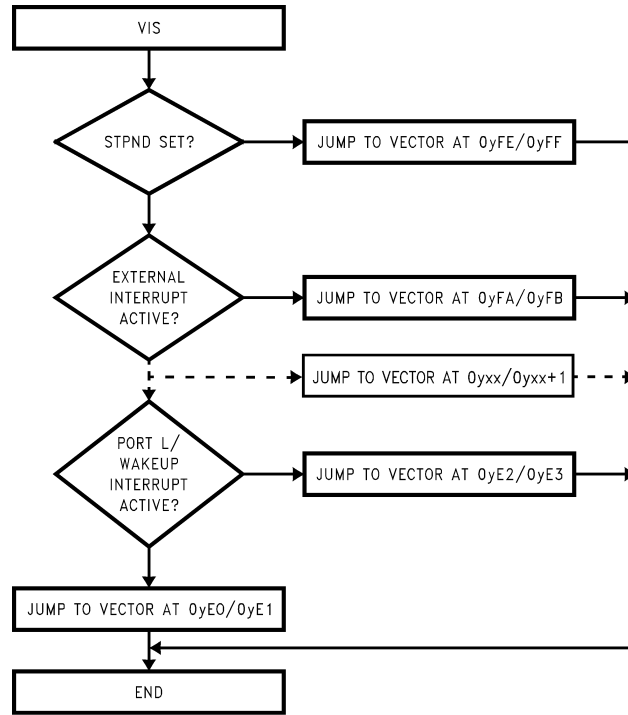 VIS
STPND SET?
JUMP TO VECTOR AT 0yFE/0yFF
EXTERNAL
INTERRUPT
ACTIVE?
JUMP TO VECTOR AT 0yFA/0yFB
JUMP TO VECTOR AT 0yxx/0yxx+1
PORT L/
WAKEUP
INTERRUPT
ACTIVE?
JUMP TO VECTOR AT 0yE2/0yE3
JUMP TO VECTOR AT 0yE0/0yE1
END